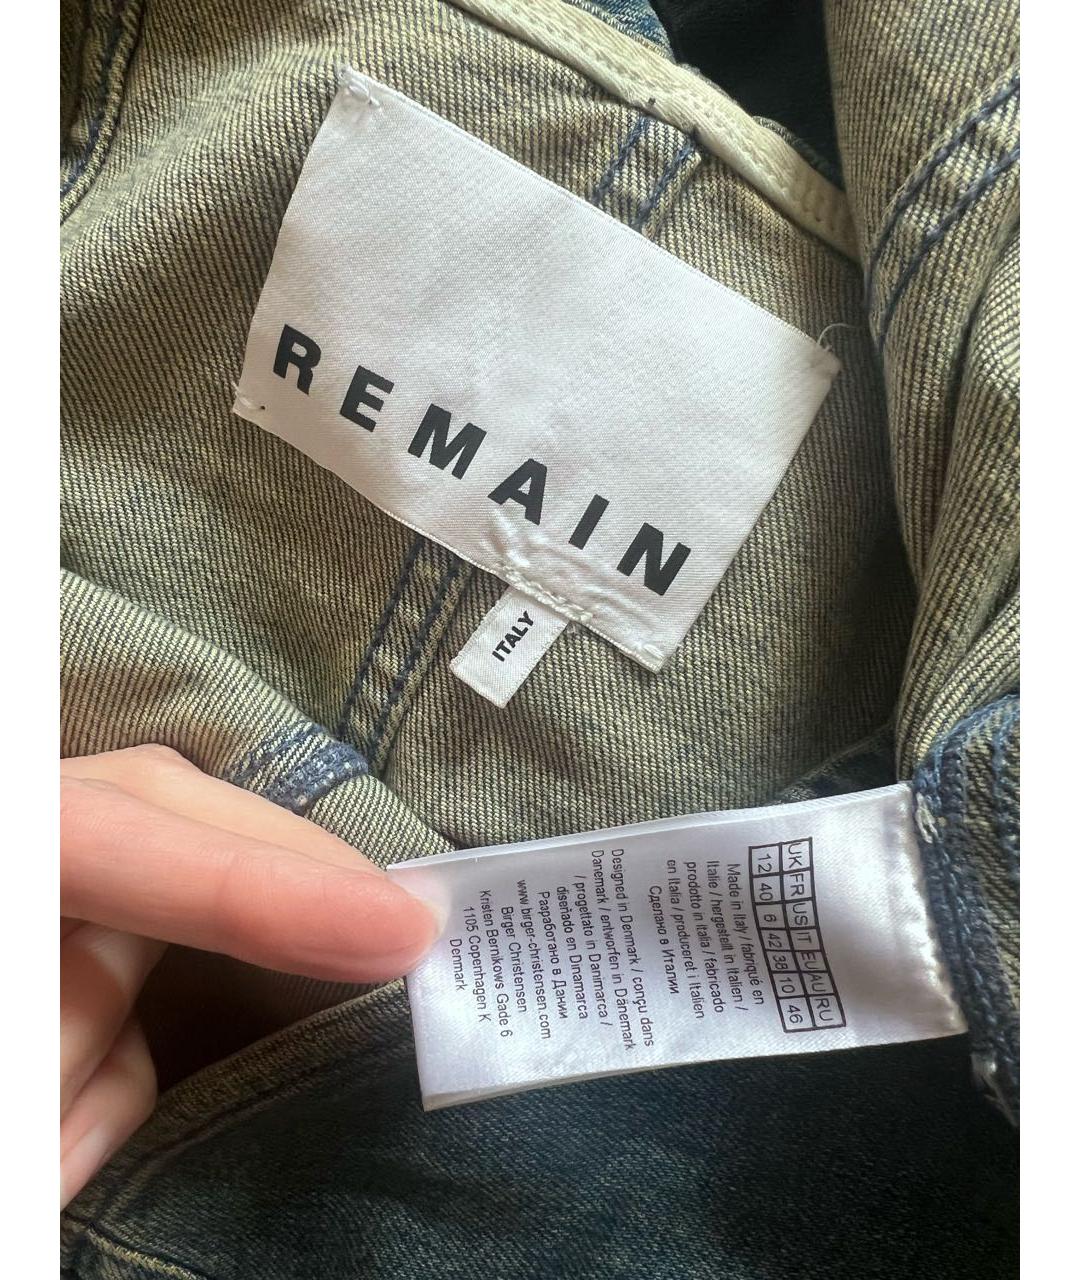 REMAIN
ITALY
UK FR US IT EU AU RU
12 40 6 42 38 10 46
Made in Italy / fabriqué en
Italie / hergestellt in Italien /
prodotto in Italia / fabricado
en Italia / produceret i Italien
Сделано в Италии
Designed in Denmark / conçu dans
Danemark / entworfen in Dänemark
/ progettato in Danimarca /
diseñado en Dinamarca
Разработано в Дании
www.birger-christensen.com
Birger Christensen
Kristen Bernikows Gade 6
1105 Copenhagen K
Denmark